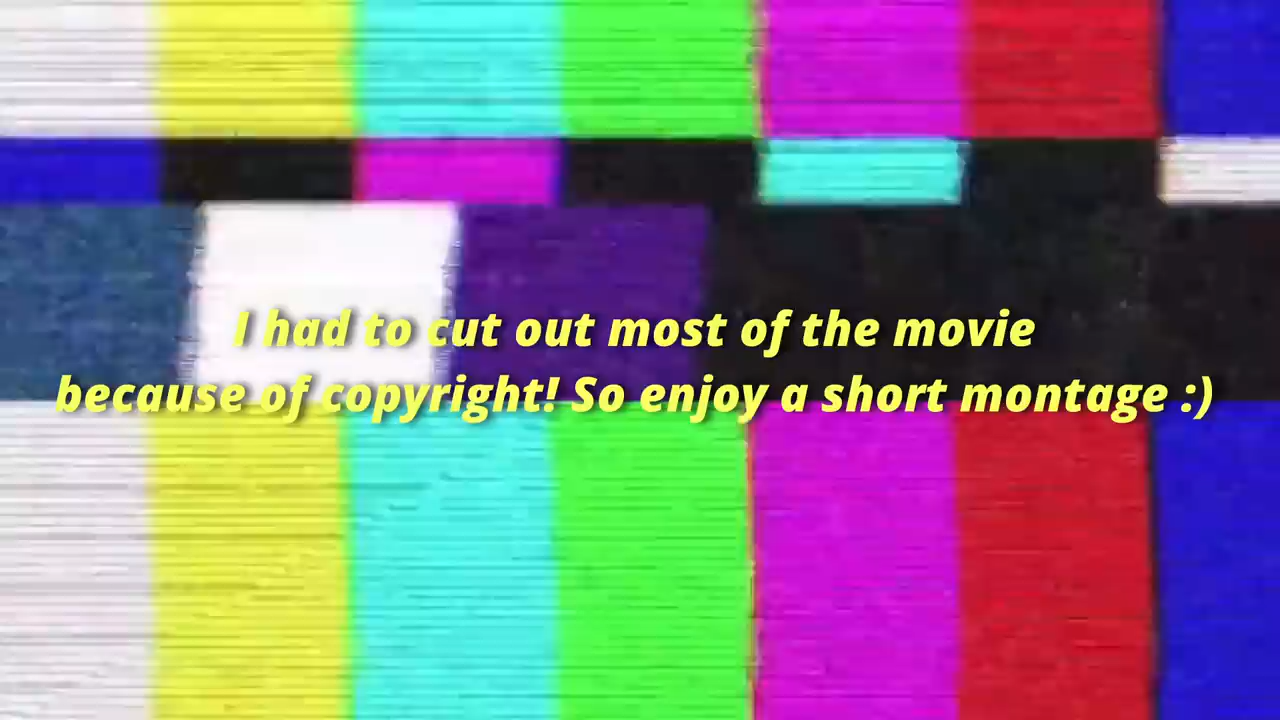 I had to cut out most of the movie
because of copyright! So enjoy a short montage :)